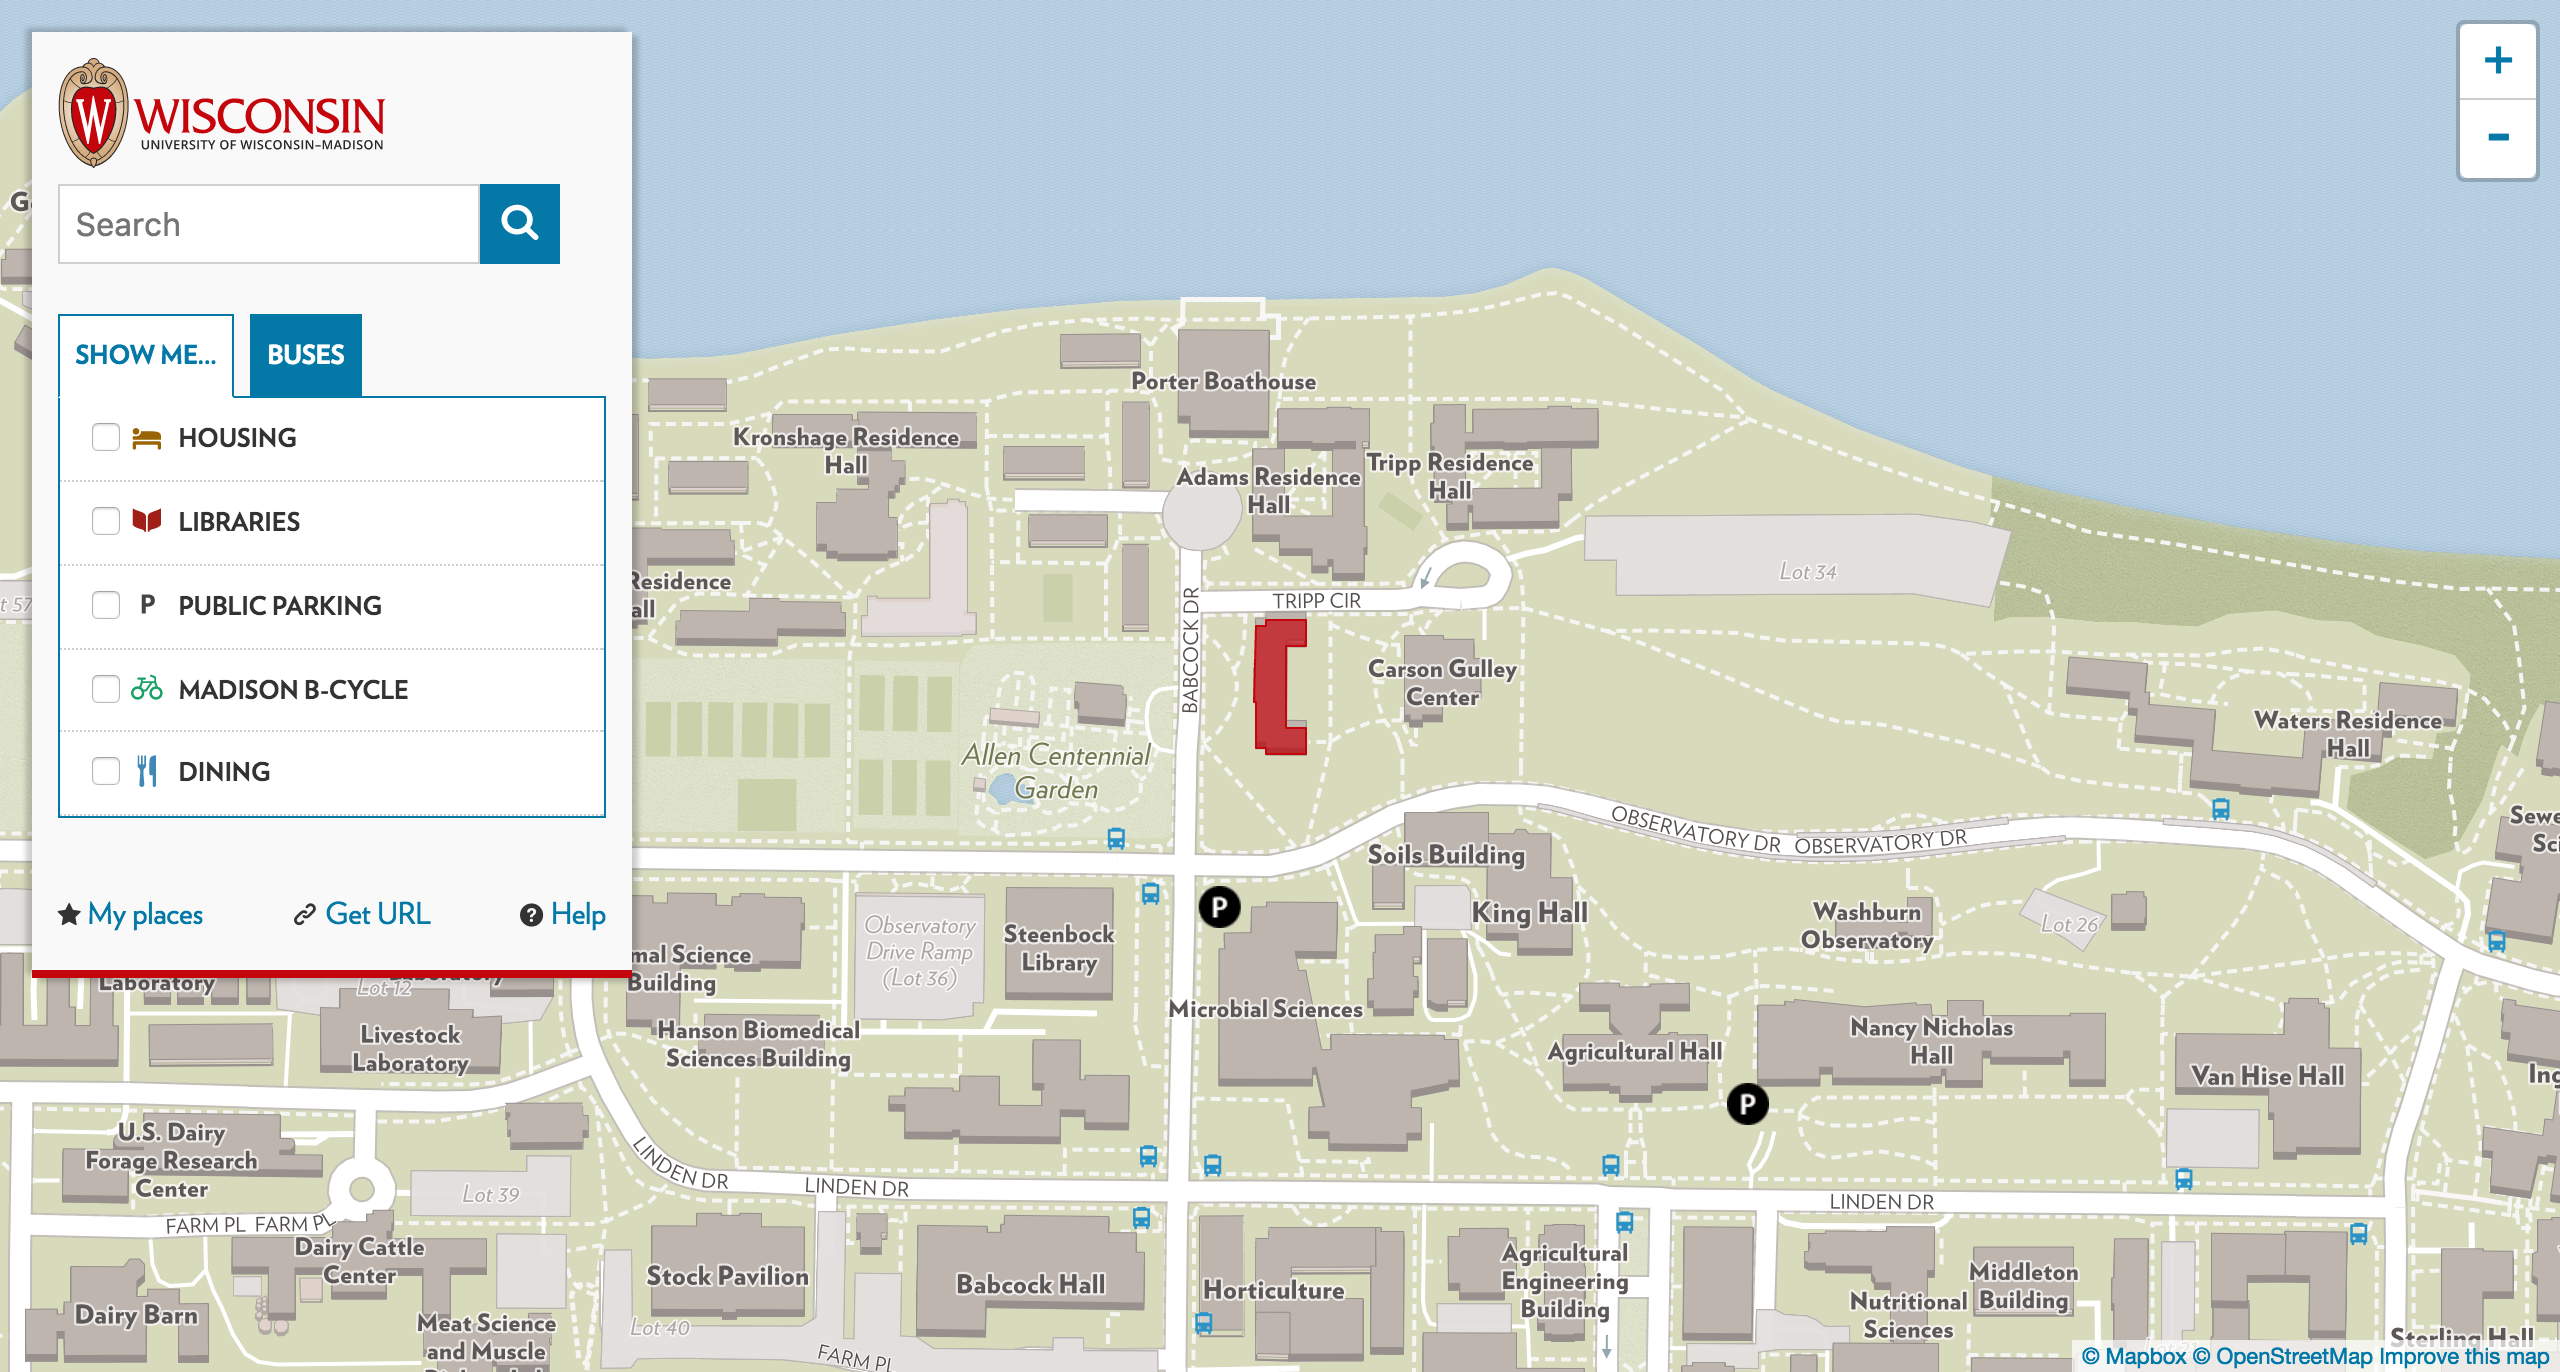 WISCONSIN
UNIVERSITY OF WISCONSIN–MADISON
Search
SHOW ME...
BUSES
HOUSING
LIBRARIES
P PUBLIC PARKING
MADISON B-CYCLE
DINING
My places
Get URL
? Help
+
-
Porter Boathouse
Kronshage Residence
Hall
Adams Residence
Hall
Tripp Residence
Hall
Lot 34
Residence
TRIPP CIR
BABCOCK DR
Carson Gulley
Center
Allen Centennial
Garden
Waters Residence
Hall
OBSERVATORY DR
OBSERVATORY DR
Soils Building
King Hall
P
Washburn
Observatory
Lot 26
Observatory
Drive Ramp
(Lot 36)
Steenbock
Library
Building
Laboratory
Lot 12
Livestock
Laboratory
Hanson Biomedical
Sciences Building
Microbial Sciences
Agricultural Hall
Nancy Nicholas
Hall
Van Hise Hall
P
U.S. Dairy
Forage Research
Center
Lot 39
LINDEN DR
LINDEN DR
LINDEN DR
FARM PL
FARM PL
Dairy Cattle
Center
Dairy Barn
Meat Science
and Muscle
Stock Pavilion
Lot 40
FARM PL
Babcock Hall
Horticulture
Agricultural
Engineering
Building
Nutritional
Sciences
Middleton
Building
Sterling Hall
© Mapbox © OpenStreetMap Improve this map